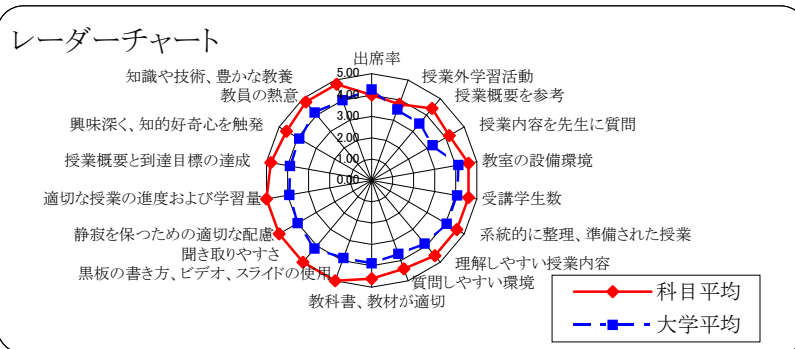 レーダーチャート
出席率
授業外学習活動
授業概要を参考
授業内容を先生に質問
教室の設備環境
受講学生数
系統的に整理、準備された授業
理解しやすい授業内容
質問しやすい環境
教科書、教材が適切
黒板の書き方、ビデオ、スライドの使用
聞き取りやすさ
静寂を保つための適切な配慮
適切な授業の進度および学習量
授業概要と到達目標の達成
興味深く、知的好奇心を触発
教員の熱意
知識や技術、豊かな教養
5.00
4.00
3.00
2.00
1.00
0.00
科目平均
大学平均